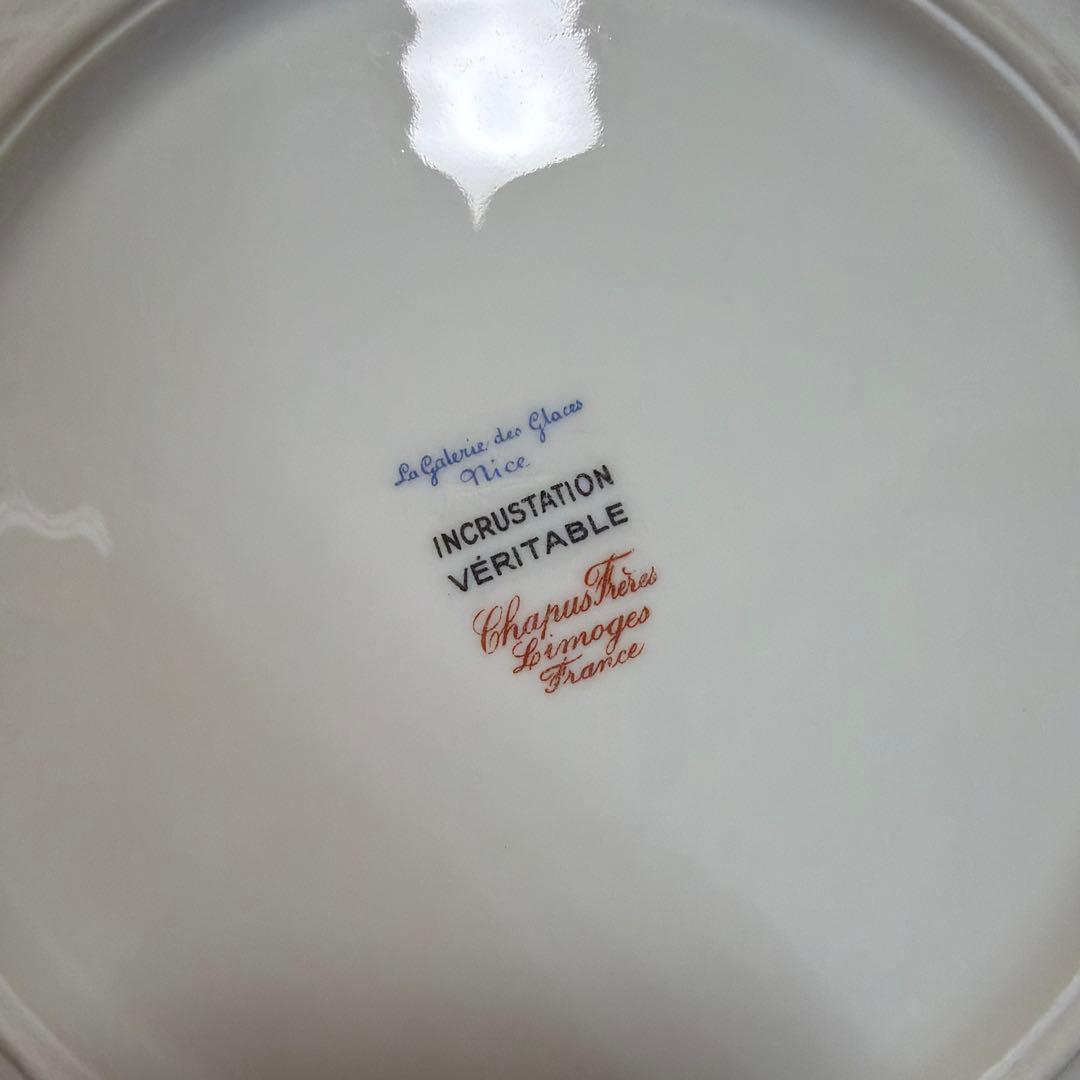 La Galerie des Glaces
Nice
INCRUSTATION
VÉRITABLE
Chapus Frères
Limoges
France